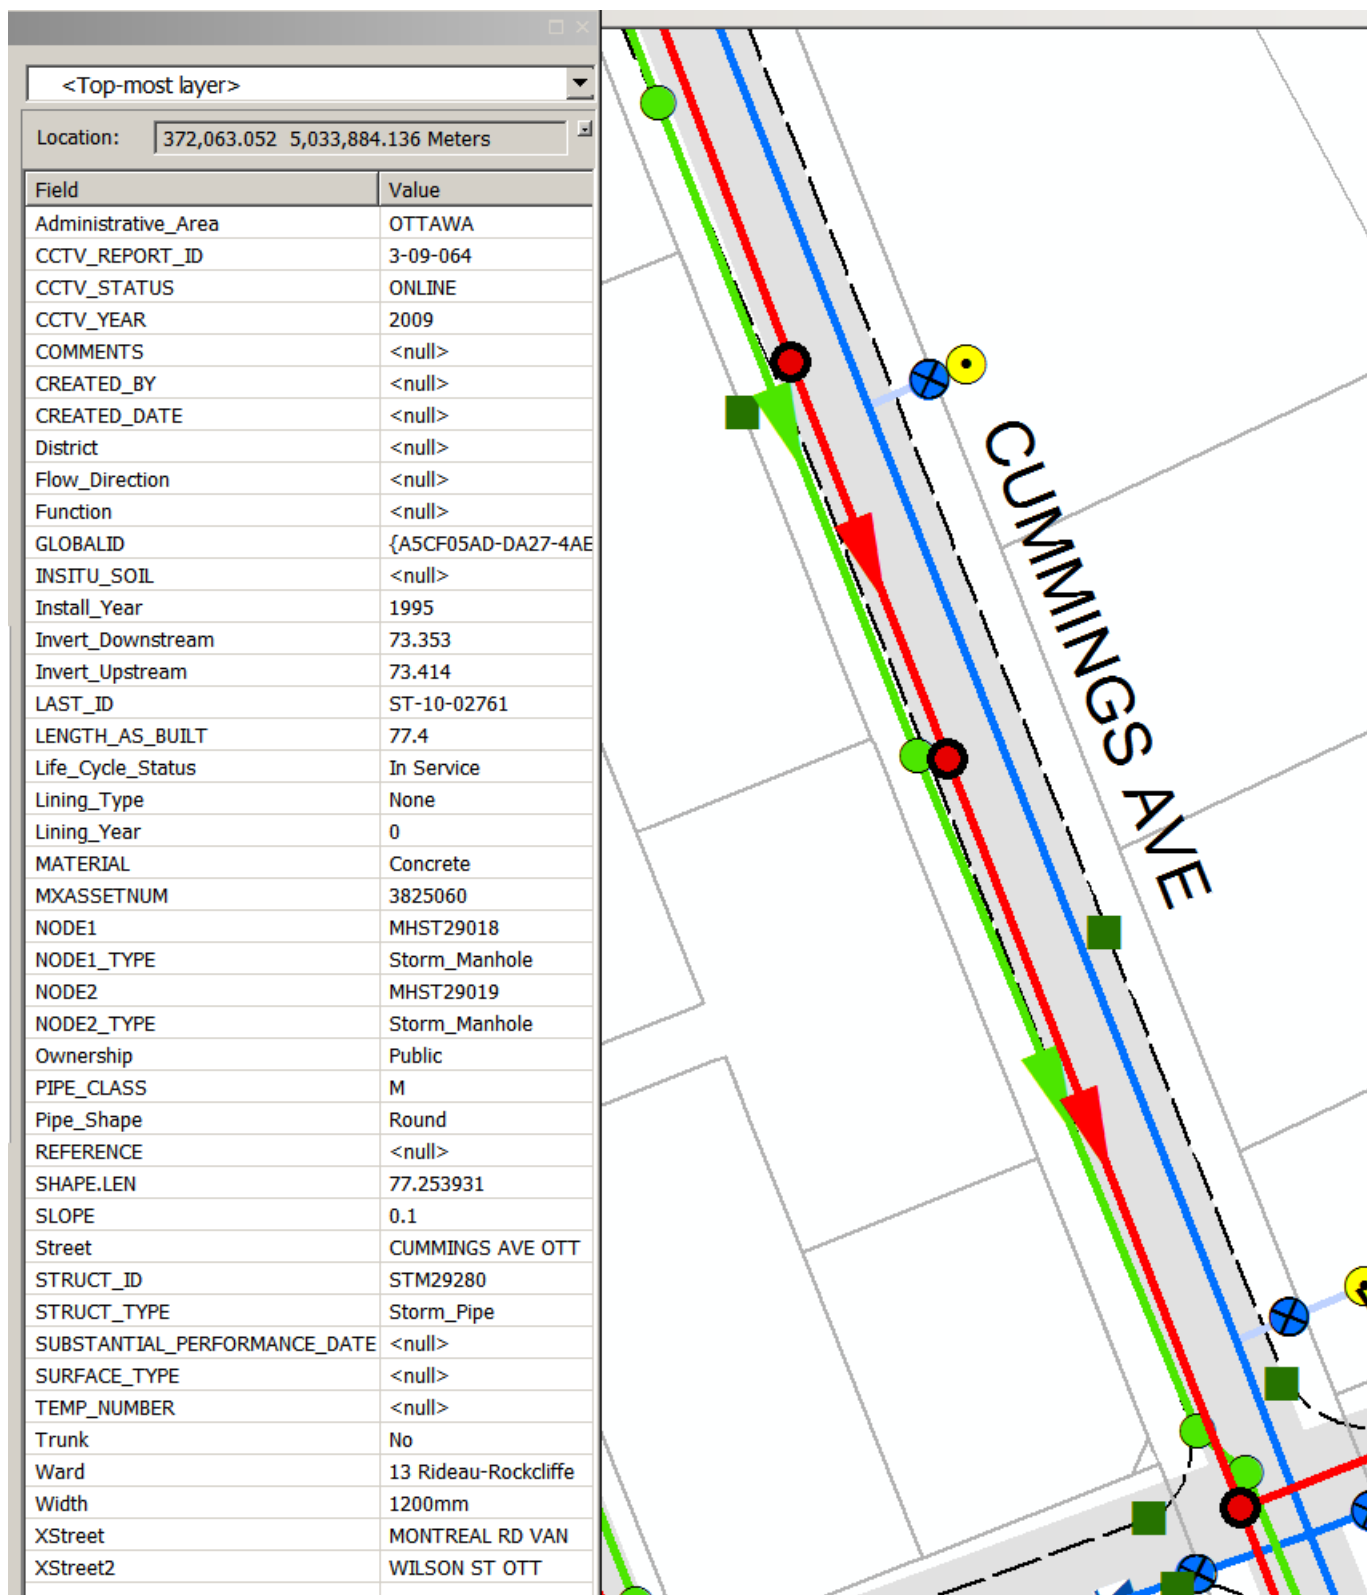 <Top-most layer>
Location: 372,063.052 5,033,884.136 Meters
Field Value
Administrative_Area OTTAWA
CCTV_REPORT_ID 3-09-064
CCTV_STATUS ONLINE
CCTV_YEAR 2009
COMMENTS <null>
CREATED_BY <null>
CREATED_DATE <null>
District <null>
Flow_Direction <null>
Function <null>
GLOBALID {A5CF05AD-DA27-4AE
INSITU_SOIL <null>
Install_Year 1995
Invert_Downstream 73.353
Invert_Upstream 73.414
LAST_ID ST-10-02761
LENGTH_AS_BUILT 77.4
Life_Cycle_Status In Service
Lining_Type None
Lining_Year 0
MATERIAL Concrete
MXASSETNUM 3825060
NODE1 MHST29018
NODE1_TYPE Storm_Manhole
NODE2 MHST29019
NODE2_TYPE Storm_Manhole
Ownership Public
PIPE_CLASS M
Pipe_Shape Round
REFERENCE <null>
SHAPE.LEN 77.253931
SLOPE 0.1
Street CUMMINGS AVE OTT
STRUCT_ID STM29280
STRUCT_TYPE Storm_Pipe
SUBSTANTIAL_PERFORMANCE_DATE <null>
SURFACE_TYPE <null>
TEMP_NUMBER <null>
Trunk No
Ward 13 Rideau-Rockcliffe
Width 1200mm
XStreet MONTREAL RD VAN
XStreet2 WILSON ST OTT
CUMMINGS AVE